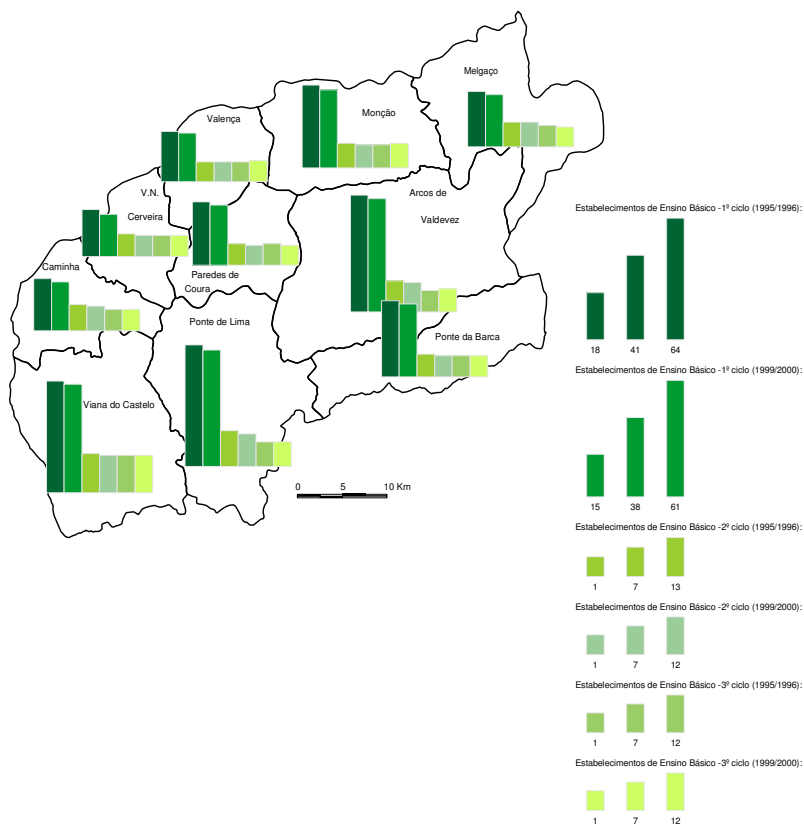 Melgaço
Monção
Valença
V.N.
Cerveira
Arcos de
Valdevez
Paredes de
Coura
Caminha
Ponte de Lima
Ponte da Barca
Viana do Castelo
0 5 10 Km
Estabelecimentos de Ensino Básico -1º ciclo (1995/1996):
18 41 64
Estabelecimentos de Ensino Básico -1º ciclo (1999/2000):
15 38 61
Estabelecimentos de Ensino Básico -2º ciclo (1995/1996):
1 7 13
Estabelecimentos de Ensino Básico -2º ciclo (1999/2000):
1 7 12
Estabelecimentos de Ensino Básico -3º ciclo (1995/1996):
1 7 12
Estabelecimentos de Ensino Básico -3º ciclo (1999/2000):
1 7 12